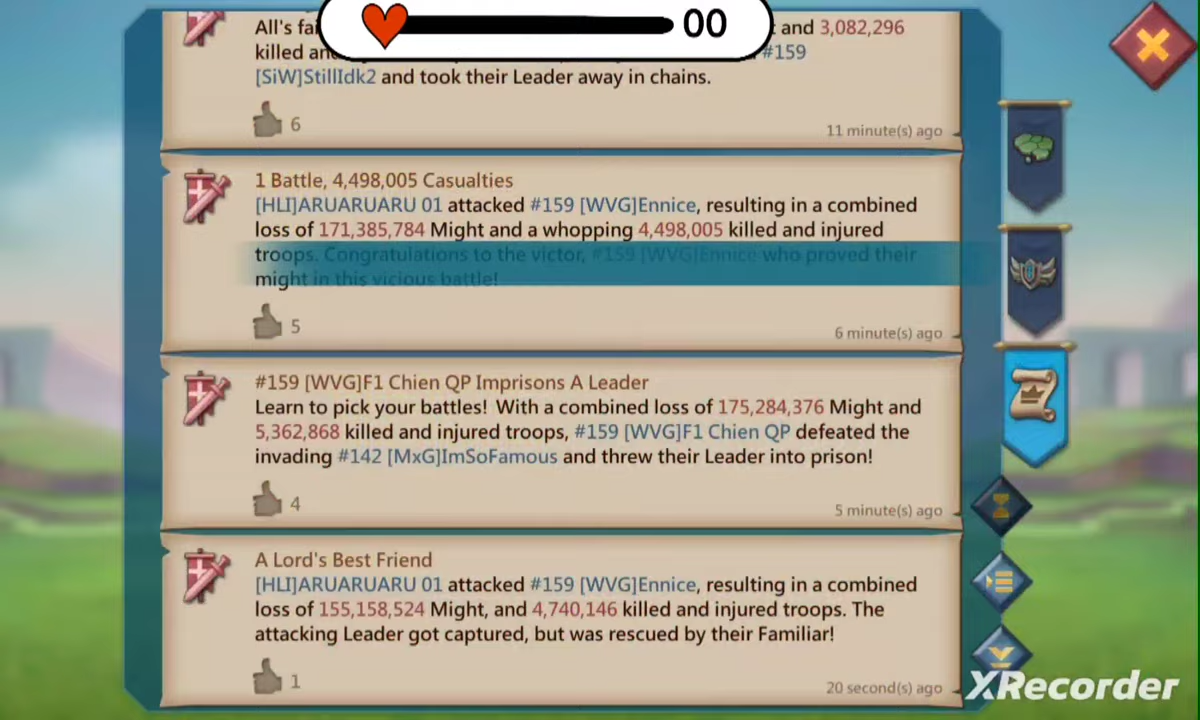 00
All's fai
t and 3,082,296
killed and
#159
[SiW]StillIdk2 and took their Leader away in chains.
6
11 minute(s) ago
1 Battle, 4,498,005 Casualties
[HLI]ARUARUARU 01 attacked #159 [WVG]Ennice, resulting in a combined
loss of 171,385,784 Might and a whopping 4,498,005 killed and injured
troops. Congratulations to the victor, #159 [WVG]Ennice who proved their
might in this vicious battle!
5
6 minute(s) ago
#159 [WVG]F1 Chien QP Imprisons A Leader
Learn to pick your battles! With a combined loss of 175,284,376 Might and
5,362,868 killed and injured troops, #159 [WVG]F1 Chien QP defeated the
invading #142 [MxG]ImSoFamous and threw their Leader into prison!
4
5 minute(s) ago
A Lord's Best Friend
[HLI]ARUARUARU 01 attacked #159 [WVG]Ennice, resulting in a combined
loss of 155,158,524 Might, and 4,740,146 killed and injured troops. The
attacking Leader got captured, but was rescued by their Familiar!
1
20 second(s) ago
XRecorder